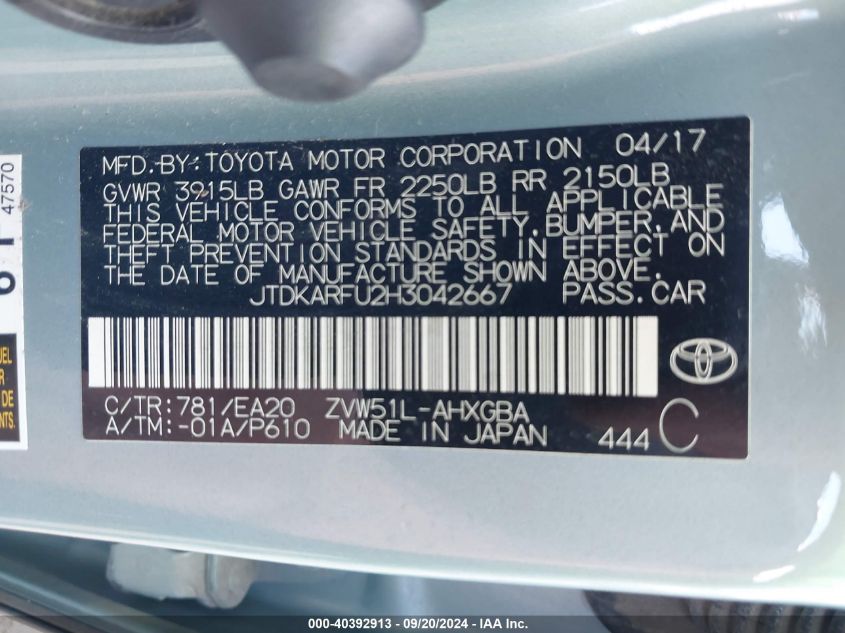 MFD.BY:TOYOTA MOTOR CORPORATION 04/17
GVWR 3915LB GAWR FR 2250LB RR 2150LB
THIS VEHICLE CONFORMS TO ALL APPLICABLE
FEDERAL MOTOR VEHICLE SAFETY,BUMPER,AND
THEFT PREVENTION STANDARDS IN EFFECT ON
THE DATE OF MANUFACTURE SHOWN ABOVE.
JTDKARFU2H3042667 PASS.CAR
C/TR:781/EA20 ZVW51L-AHXGBA
A/TM:-01A/P610 MADE IN JAPAN 444 C
47570
DE
000-40392913 - 09/20/2024 - IAA Inc.